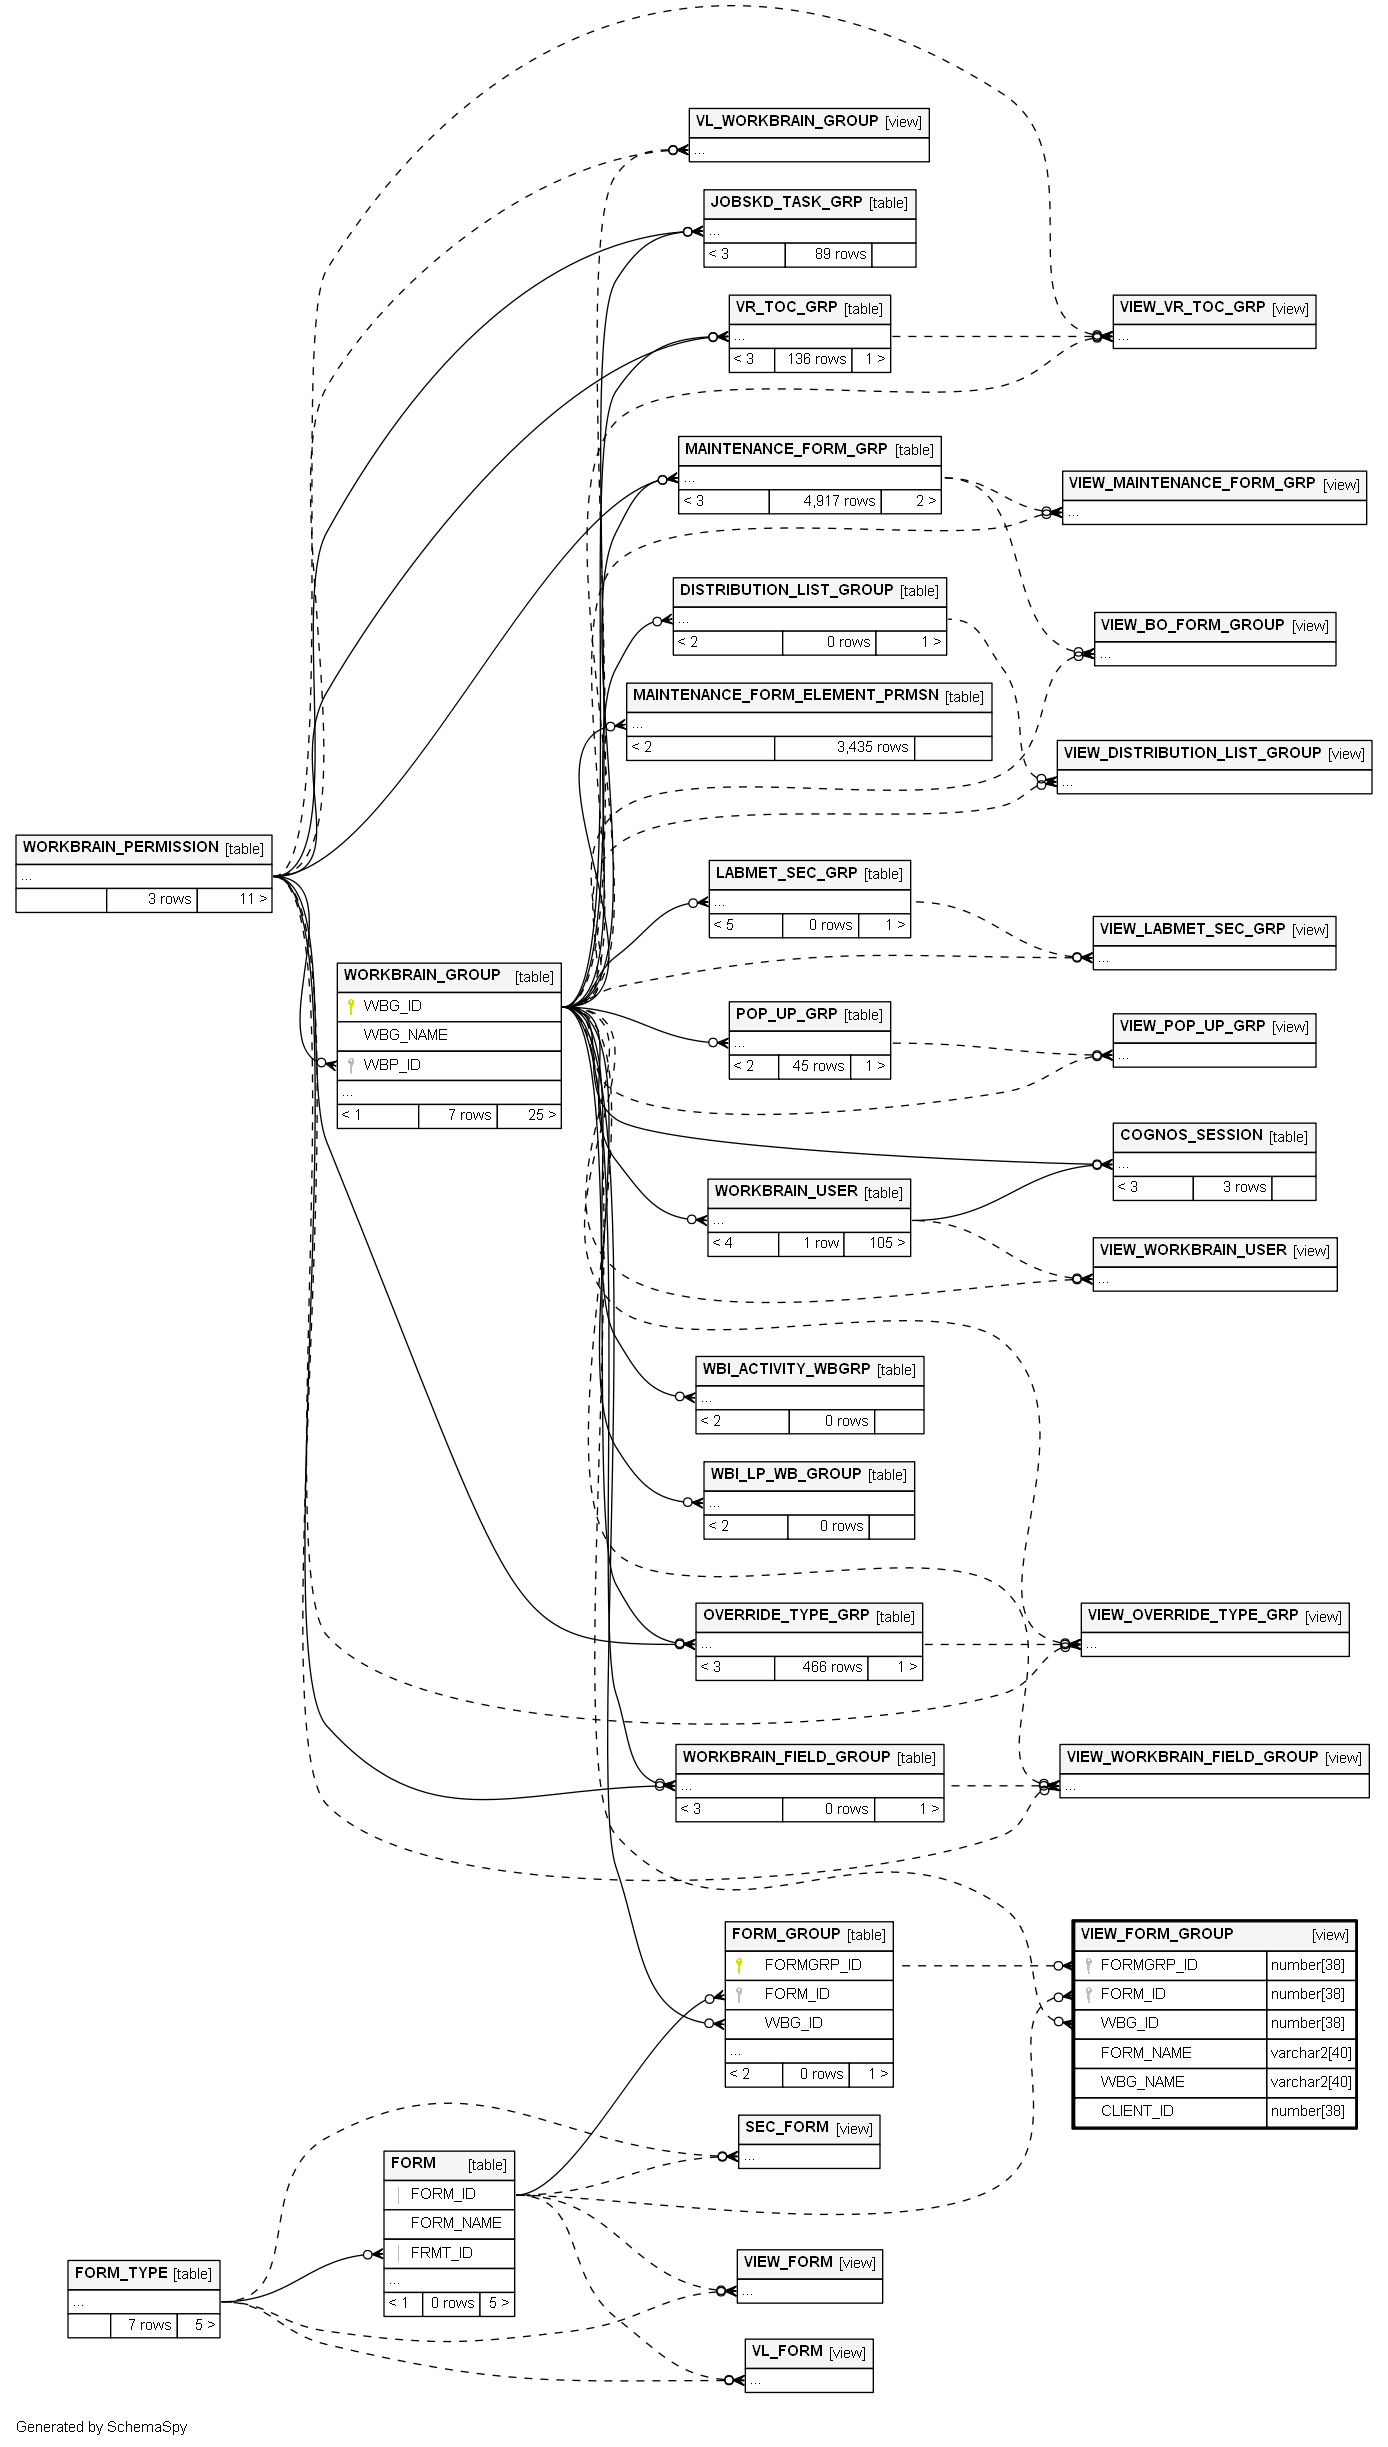 VL_WORKBRAIN_GROUP [view]
...
JOBSKD_TASK_GRP [table]
...
< 3 89 rows
VR_TOC_GRP [table]
...
< 3 136 rows 1 >
VIEW_VR_TOC_GRP [view]
...
MAINTENANCE_FORM_GRP [table]
...
< 3 4,917 rows 2 >
VIEW_MAINTENANCE_FORM_GRP [view]
...
DISTRIBUTION_LIST_GROUP [table]
...
< 2 0 rows 1 >
VIEW_BO_FORM_GROUP [view]
...
MAINTENANCE_FORM_ELEMENT_PRMSN [table]
...
< 2 3,435 rows
VIEW_DISTRIBUTION_LIST_GROUP [view]
...
WORKBRAIN_PERMISSION [table]
...
3 rows 11 >
LABMET_SEC_GRP [table]
...
< 5 0 rows 1 >
VIEW_LABMET_SEC_GRP [view]
...
WORKBRAIN_GROUP [table]
WBG_ID
WBG_NAME
WBP_ID
...
< 1 7 rows 25 >
POP_UP_GRP [table]
...
< 2 45 rows 1 >
VIEW_POP_UP_GRP [view]
...
COGNOS_SESSION [table]
...
< 3 3 rows
WORKBRAIN_USER [table]
...
< 4 1 row 105 >
VIEW_WORKBRAIN_USER [view]
...
WBI_ACTIVITY_WBGRP [table]
...
< 2 0 rows
WBI_LP_WB_GROUP [table]
...
< 2 0 rows
OVERRIDE_TYPE_GRP [table]
...
< 3 466 rows 1 >
VIEW_OVERRIDE_TYPE_GRP [view]
...
WORKBRAIN_FIELD_GROUP [table]
...
< 3 0 rows 1 >
VIEW_WORKBRAIN_FIELD_GROUP [view]
...
FORM_GROUP [table]
FORMGRP_ID
FORM_ID
WBG_ID
...
< 2 0 rows 1 >
VIEW_FORM_GROUP [view]
FORMGRP_ID number[38]
FORM_ID number[38]
WBG_ID number[38]
FORM_NAME varchar2[40]
WBG_NAME varchar2[40]
CLIENT_ID number[38]
SEC_FORM [view]
...
FORM [table]
FORM_ID
FORM_NAME
FRMT_ID
...
< 1 0 rows 5 >
FORM_TYPE [table]
...
7 rows 5 >
VIEW_FORM [view]
...
VL_FORM [view]
...
Generated by SchemaSpy